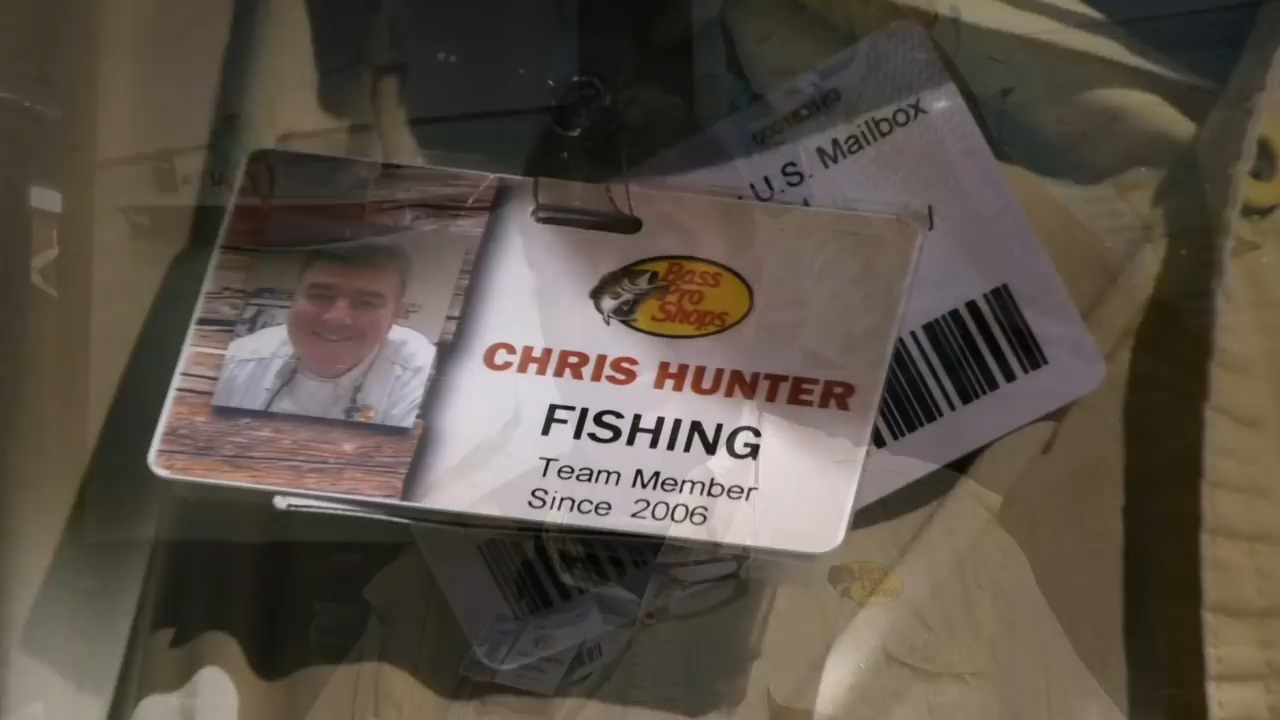 Bass
Pro
Shops
CHRIS HUNTER
FISHING
Team Member
Since 2006
U.S. Mailbox